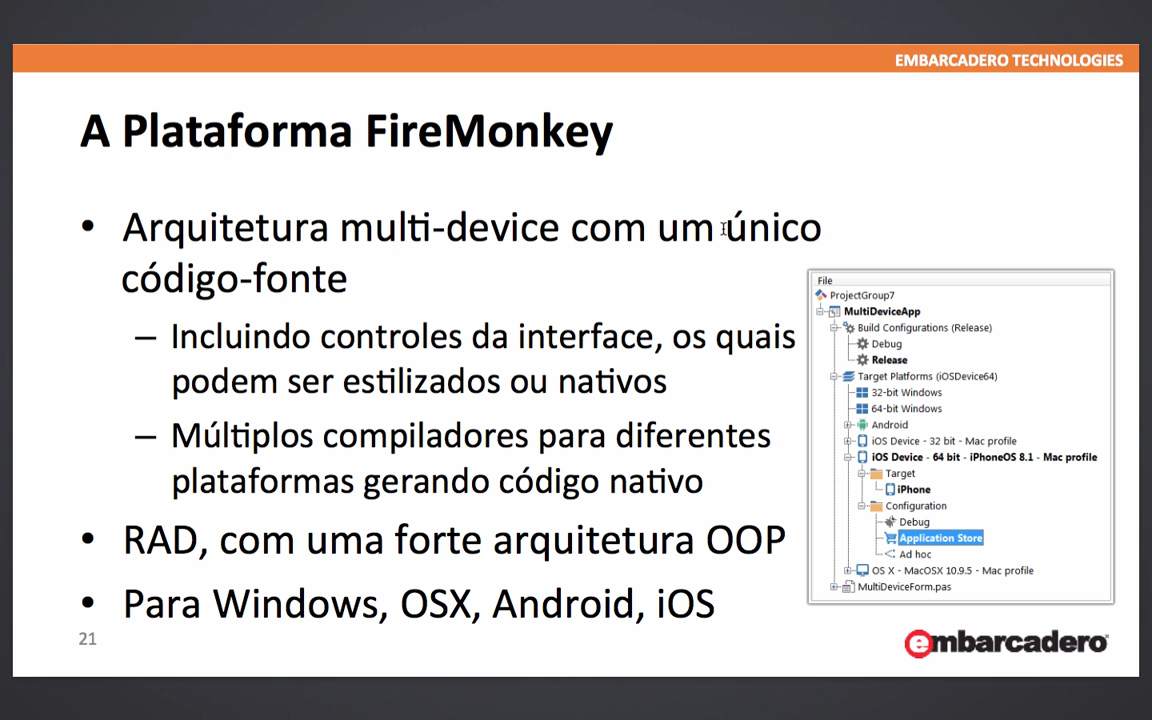 EMBARCADERO TECHNOLOGIES
A Plataforma FireMonkey
• Arquitetura multi-device com um único
código-fonte
– Incluindo controles da interface, os quais
podem ser estilizados ou nativos
– Múltiplos compiladores para diferentes
plataformas gerando código nativo
• RAD, com uma forte arquitetura OOP
• Para Windows, OSX, Android, iOS
File
ProjectGroup7
MultiDeviceApp
Build Configurations (Release)
Debug
Release
Target Platforms (iOSDevice64)
32-bit Windows
64-bit Windows
Android
iOS Device - 32 bit - Mac profile
iOS Device - 64 bit - iPhoneOS 8.1 - Mac profile
Target
iPhone
Configuration
Debug
Application Store
Ad hoc
OS X - MacOSX 10.9.5 - Mac profile
MultiDeviceForm.pas
21
embarcadero